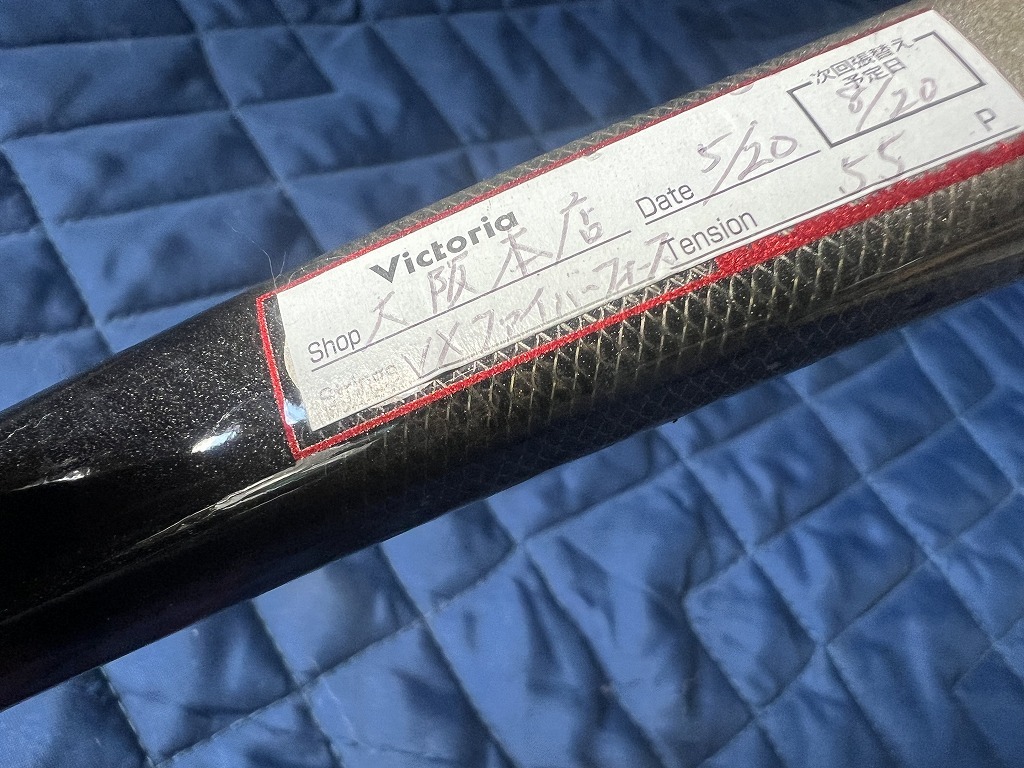 Victoria
Shop 大阪本店 Date 5/20
次回張替え
予定日
8/20
Strings VXファイバーフォース Tension 55 P